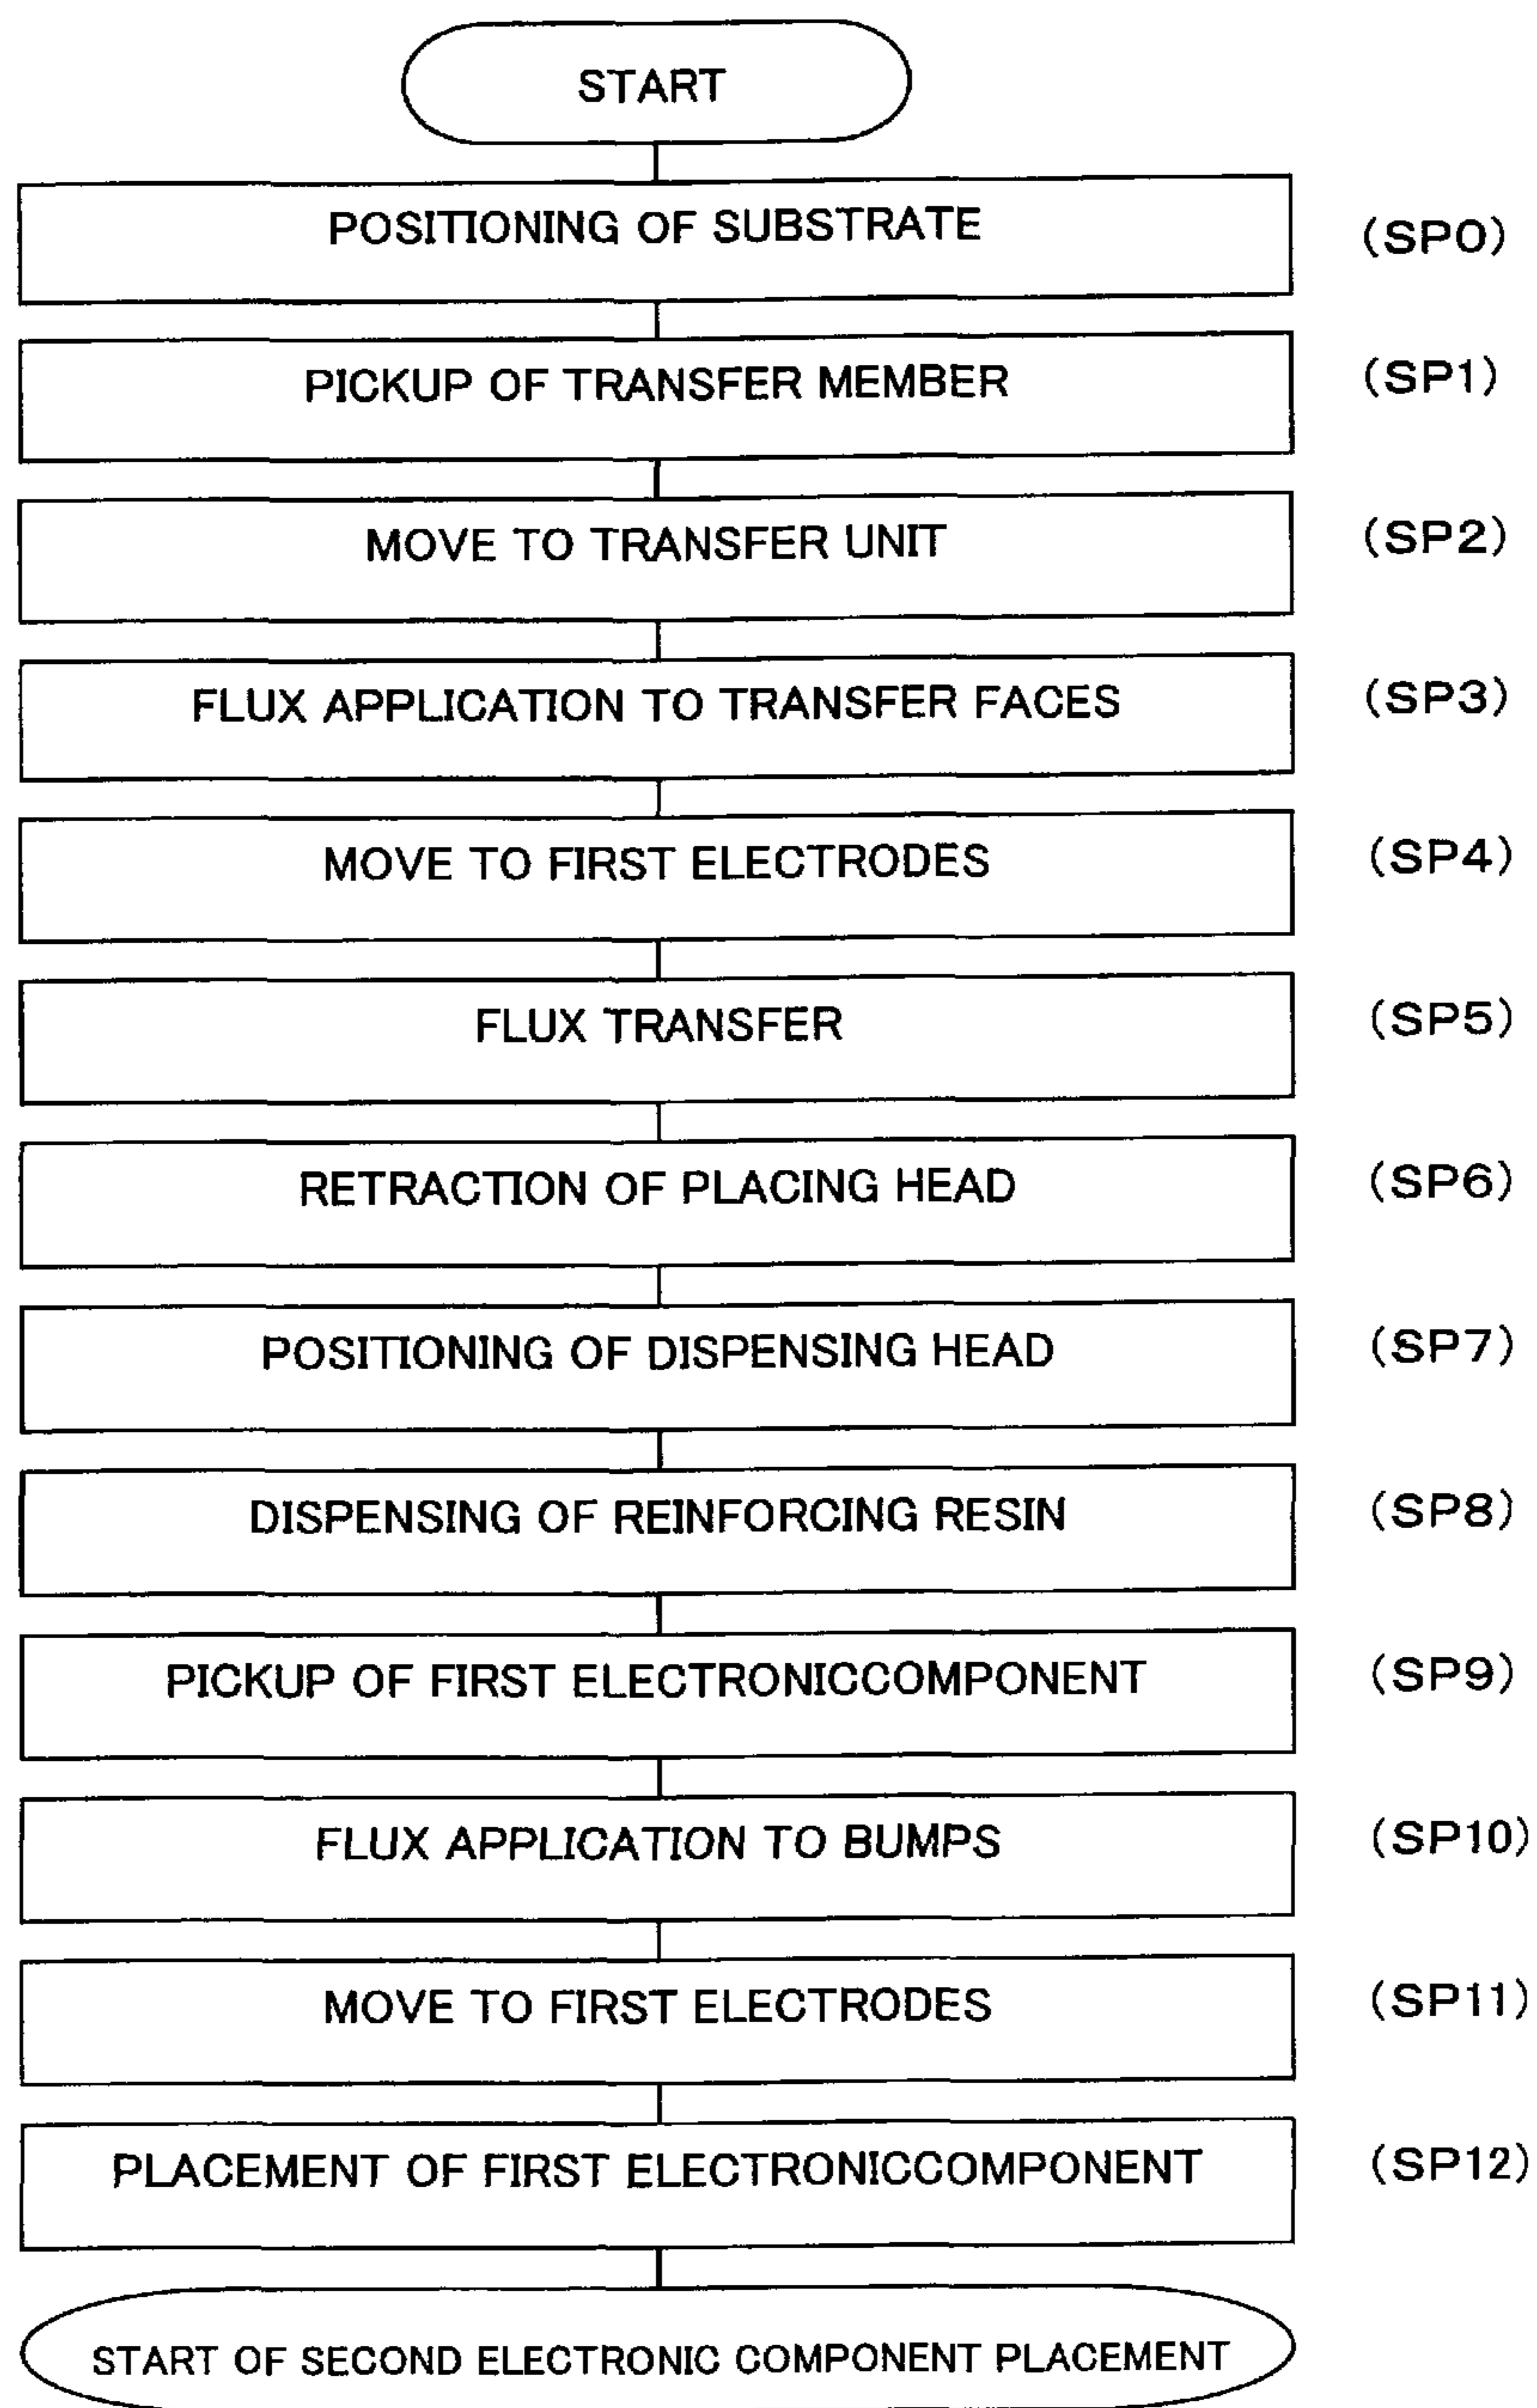 START
POSITIONING OF SUBSTRATE (SP0)
PICKUP OF TRANSFER MEMBER (SP1)
MOVE TO TRANSFER UNIT (SP2)
FLUX APPLICATION TO TRANSFER FACES (SP3)
MOVE TO FIRST ELECTRODES (SP4)
FLUX TRANSFER (SP5)
RETRACTION OF PLACING HEAD (SP6)
POSITIONING OF DISPENSING HEAD (SP7)
DISPENSING OF REINFORCING RESIN (SP8)
PICKUP OF FIRST ELECTRONICCOMPONENT (SP9)
FLUX APPLICATION TO BUMPS (SP10)
MOVE TO FIRST ELECTRODES (SP11)
PLACEMENT OF FIRST ELECTRONICCOMPONENT (SP12)
START OF SECOND ELECTRONIC COMPONENT PLACEMENT